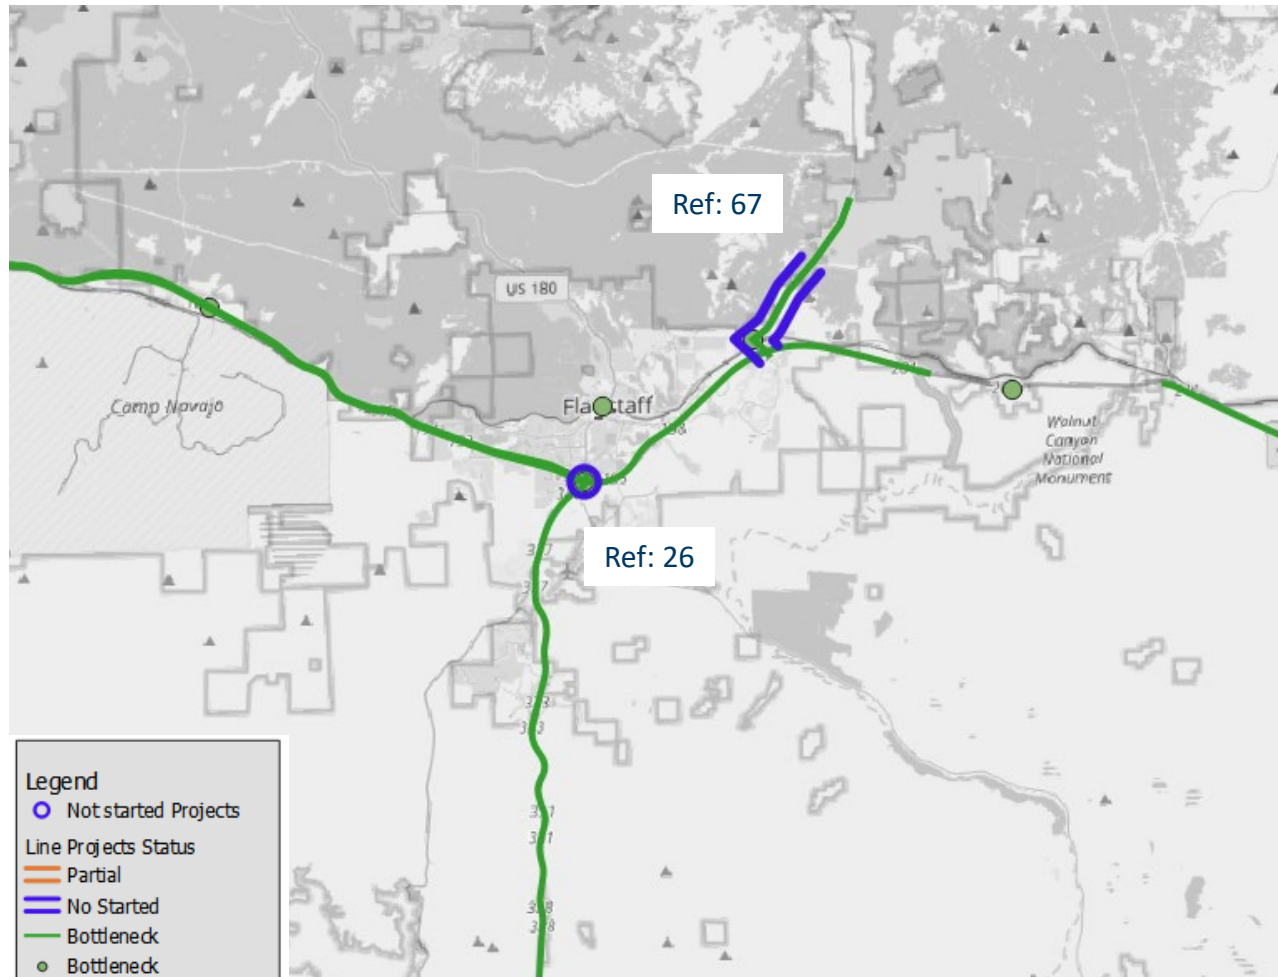 Ref: 67
US 180
Camp Navajo
Flagstaff
198
Walnut
Canyon
National
Monument
Ref: 26
Legend
Not started Projects
Line Projects Status
Partial
No Started
Bottleneck
Bottleneck